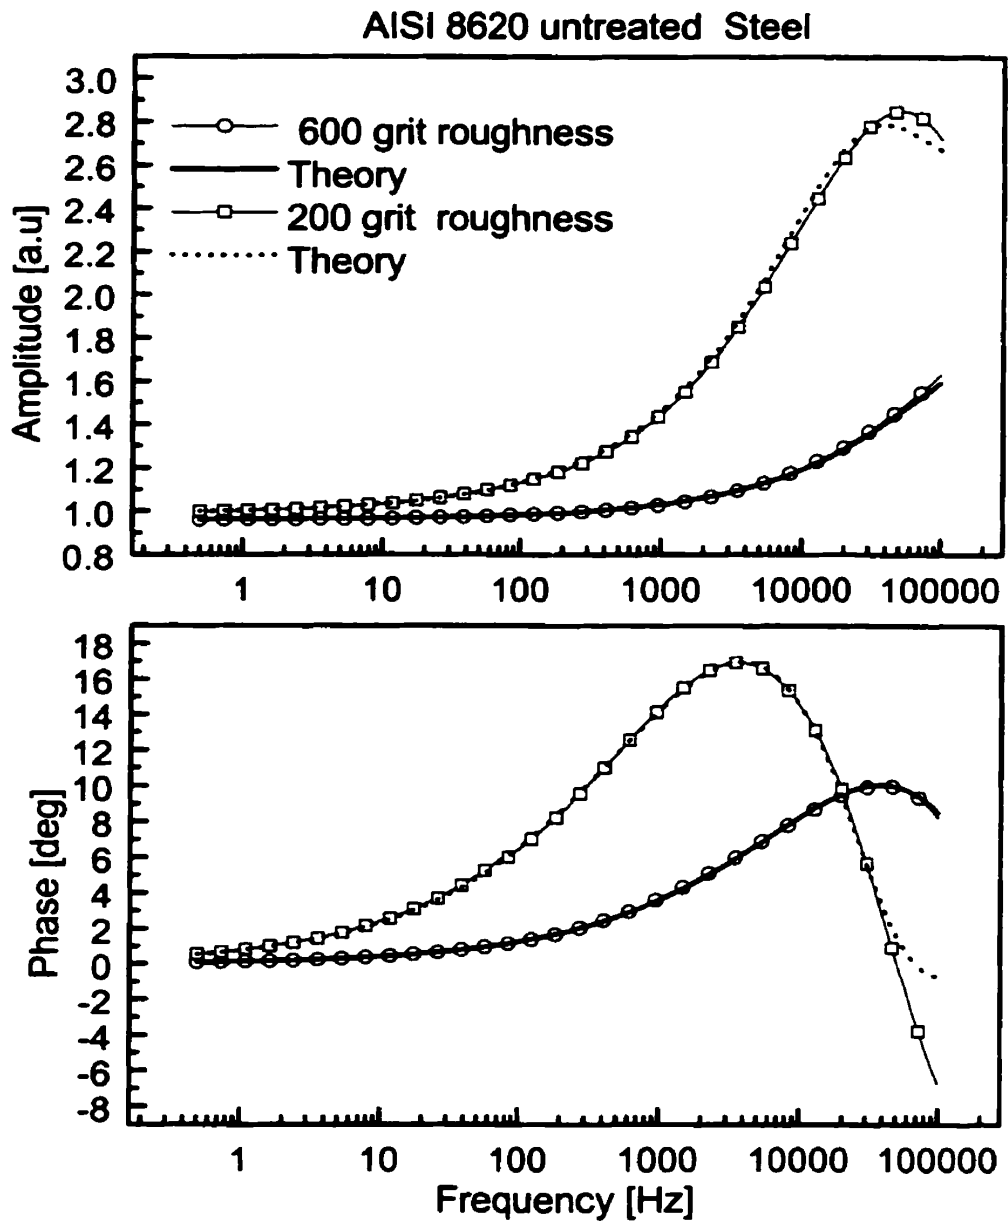 AISI 8620 untreated Steel
3.0
2.8
2.6
2.4
2.2
2.0
1.8
1.6
1.4
1.2
1.0
0.8
Amplitude [a.u]
600 grit roughness
Theory
200 grit roughness
Theory
1 10 100 1000 10000 100000
18
16
14
12
10
8
6
4
2
0
-2
-4
-6
-8
Phase [deg]
1 10 100 1000 10000 100000
Frequency [Hz]